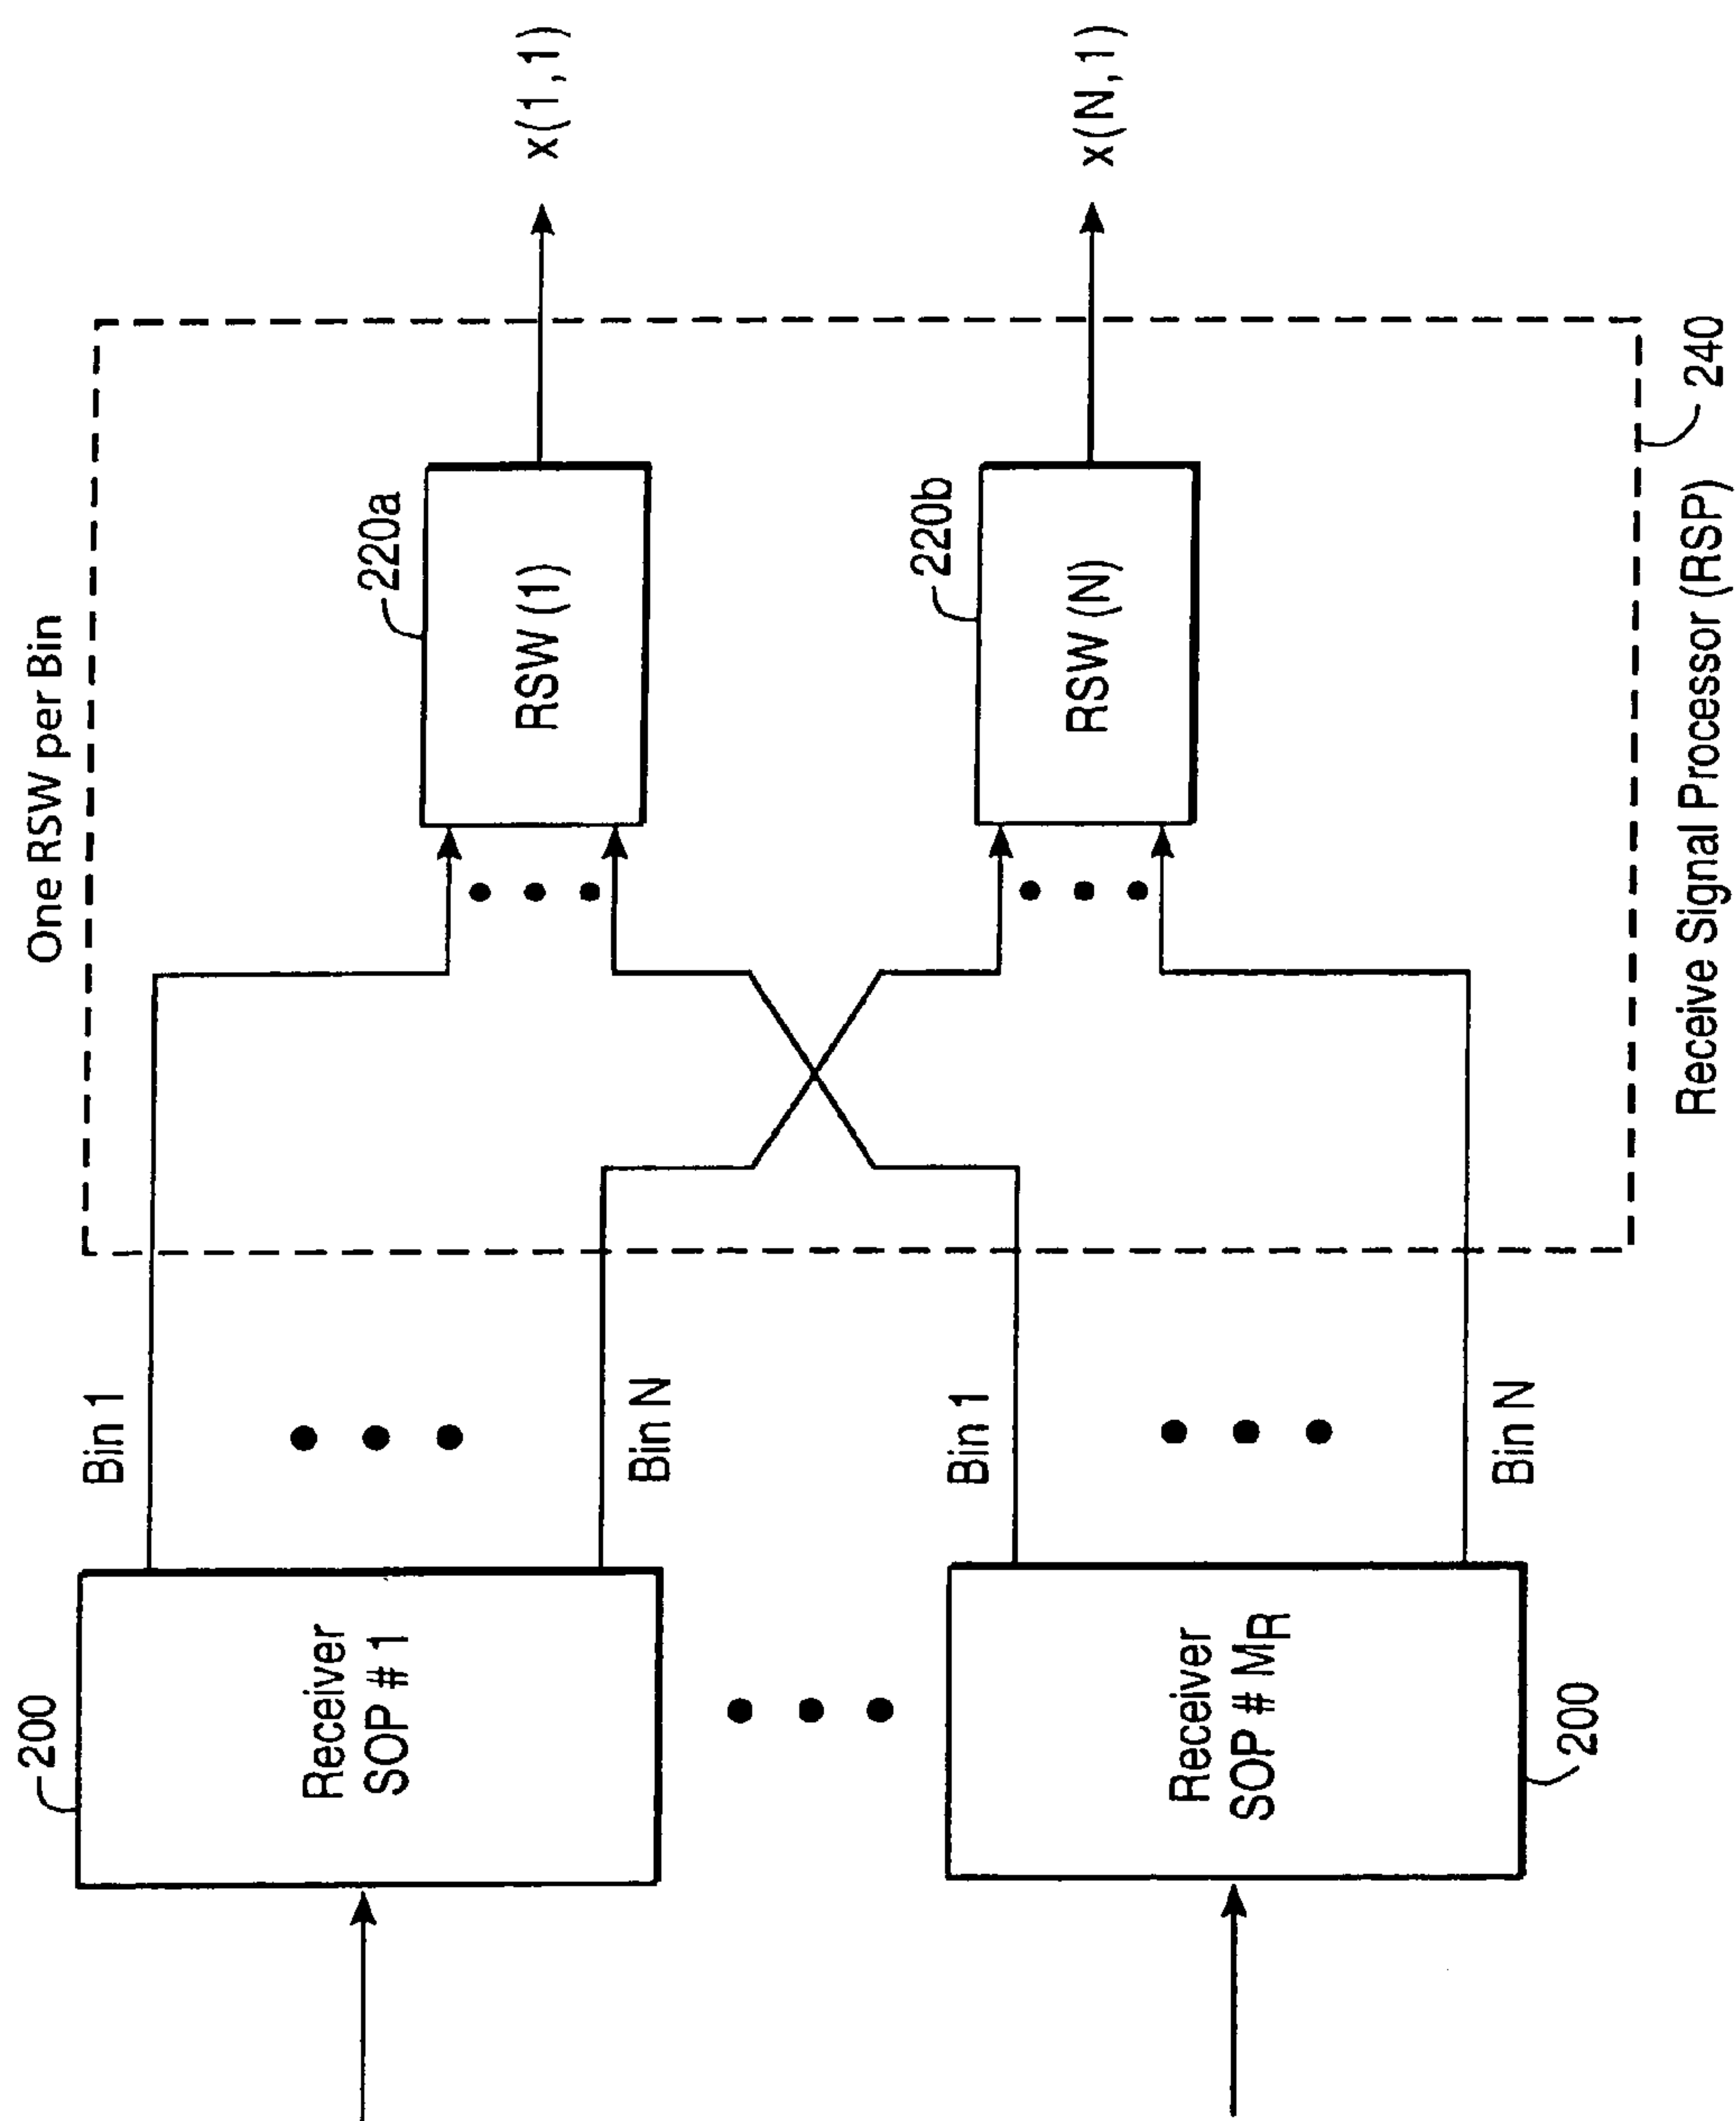 One RSW per Bin
200
Receiver
SOP # 1
Bin 1
Bin N
220a
RSW (1)
x(1,1)
Receiver
SOP # MR
200
Bin 1
Bin N
220b
RSW (N)
x(N,1)
240
Receive Signal Processor (RSP)